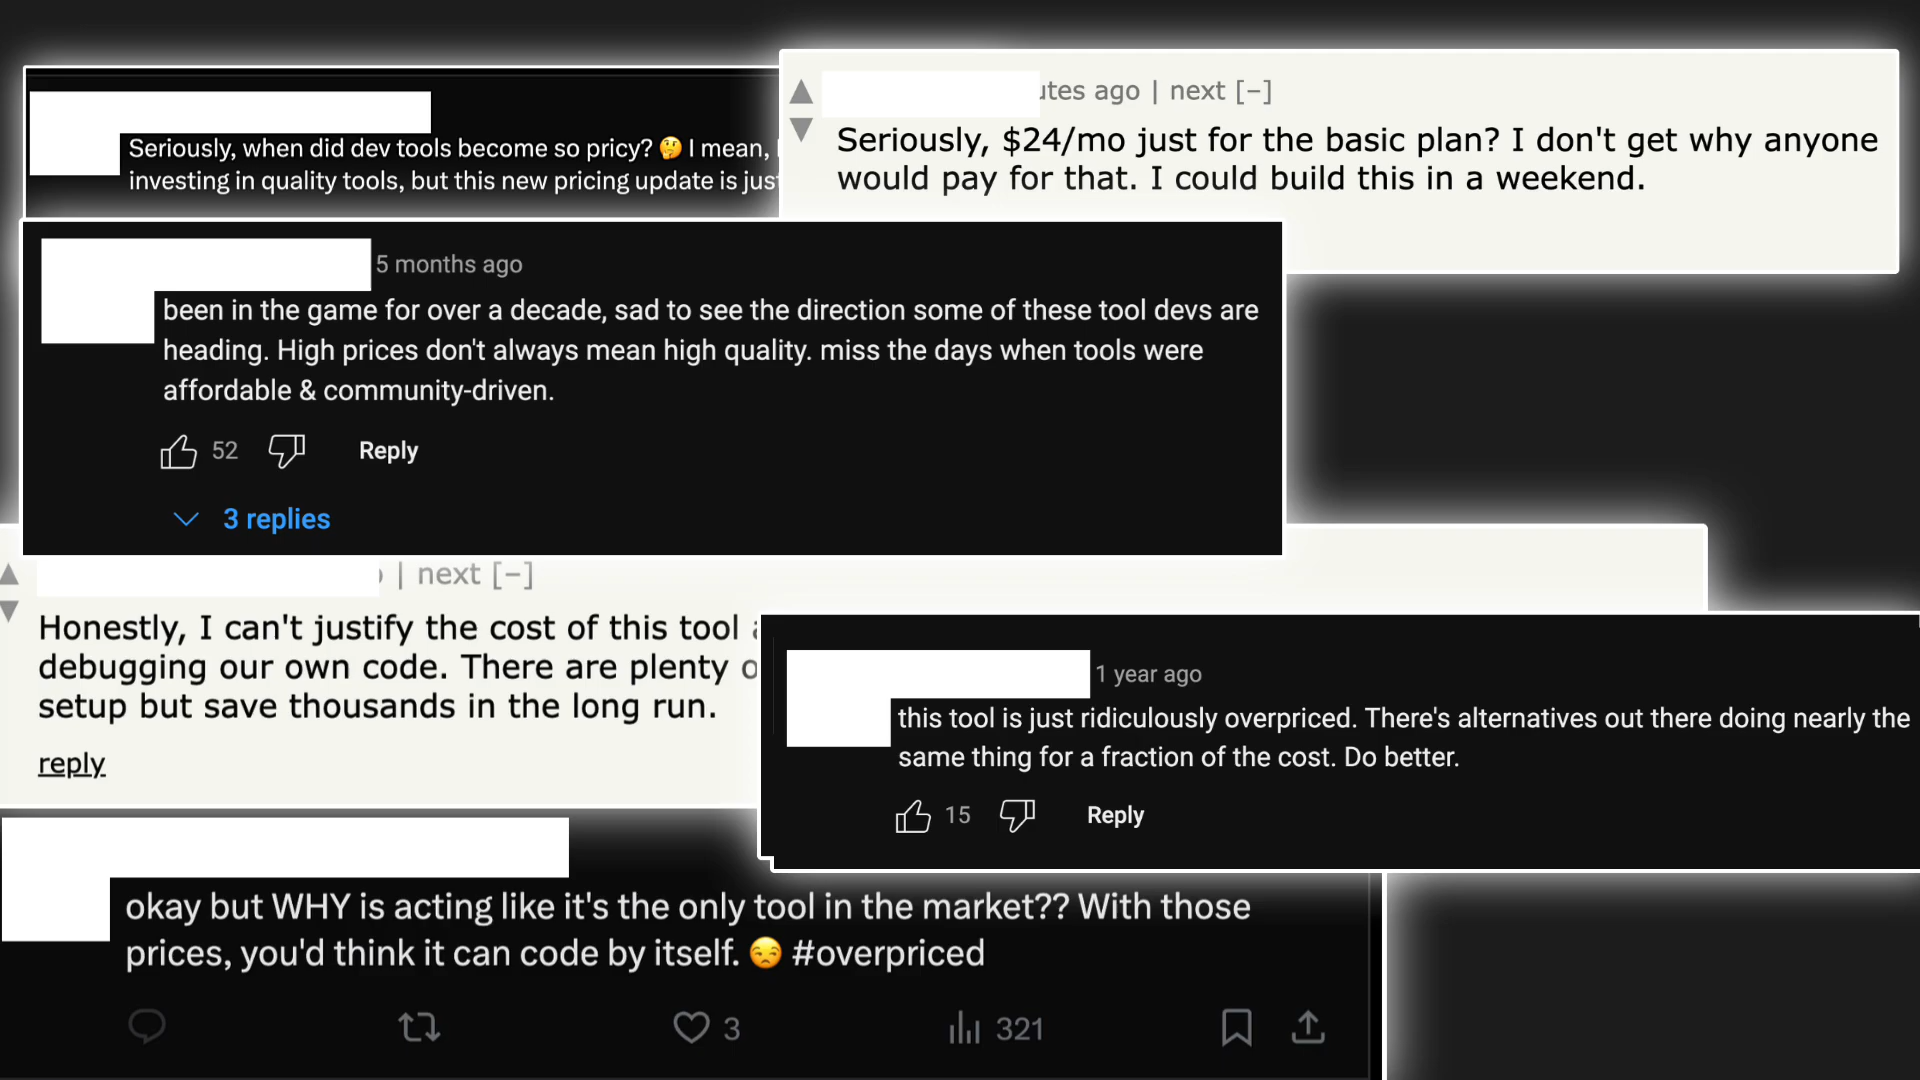 Seriously, when did dev tools become so pricy? 🤔 I mean,
investing in quality tools, but this new pricing update is just
utes ago | next [–]
Seriously, $24/mo just for the basic plan? I don't get why anyone
would pay for that. I could build this in a weekend.
5 months ago
been in the game for over a decade, sad to see the direction some of these tool devs are
heading. High prices don't always mean high quality. miss the days when tools were
affordable & community-driven.
52 Reply
3 replies
| next [–]
Honestly, I can't justify the cost of this tool
debugging our own code. There are plenty
setup but save thousands in the long run.
reply
1 year ago
this tool is just ridiculously overpriced. There's alternatives out there doing nearly the
same thing for a fraction of the cost. Do better.
15 Reply
okay but WHY is acting like it's the only tool in the market?? With those
prices, you'd think it can code by itself. 😒 #overpriced
3 321